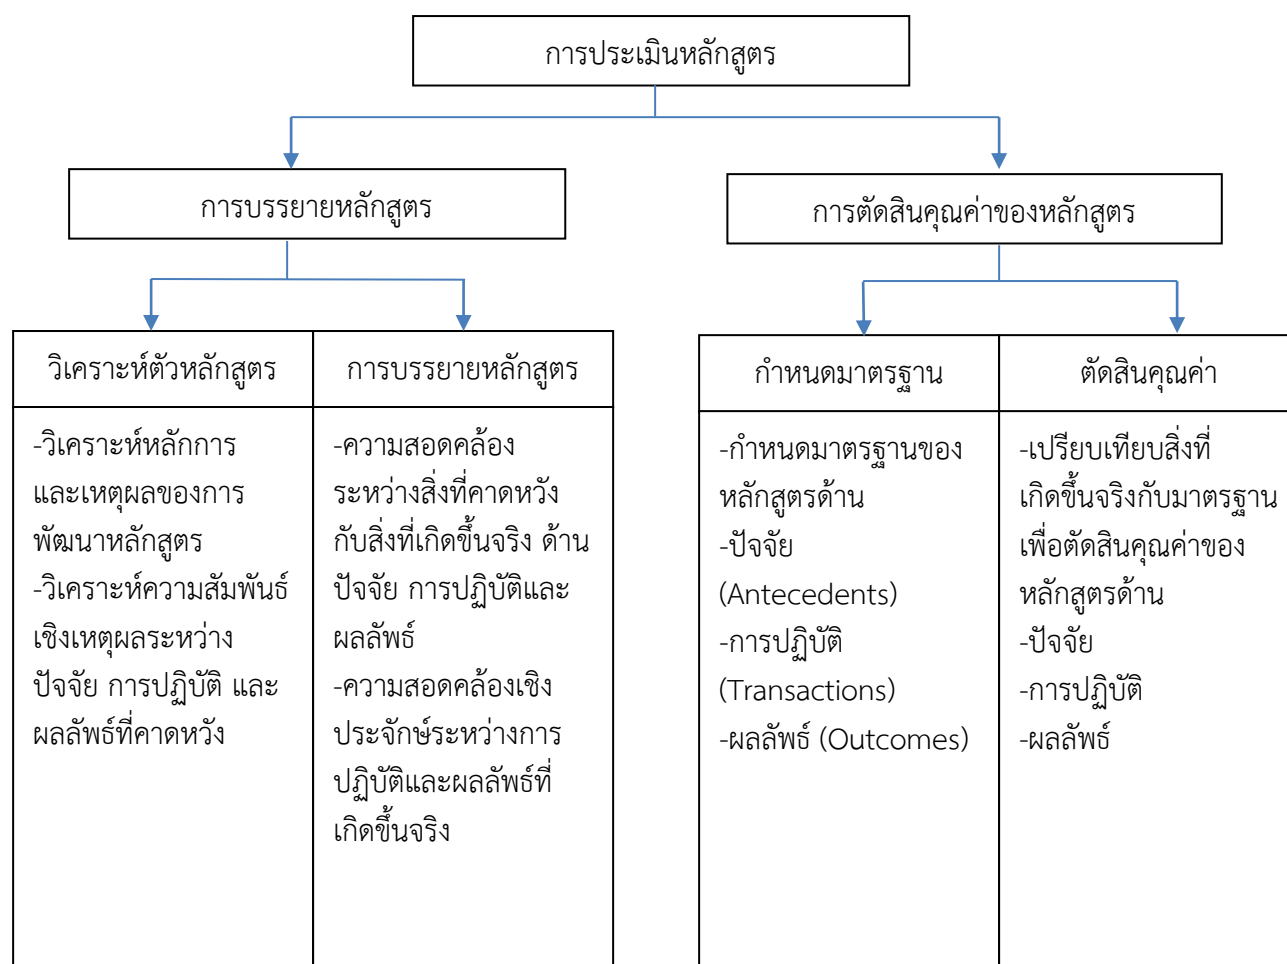 การประเมินหลักสูตร
การบรรยายหลักสูตร
การตัดสินคุณค่าของหลักสูตร
วิเคราะห์ตัวหลักสูตร
-วิเคราะห์หลักการ
และเหตุผลของการ
พัฒนาหลักสูตร
-วิเคราะห์ความสัมพันธ์
เชิงเหตุผลระหว่าง
ปัจจัย การปฏิบัติ และ
ผลลัพธ์ที่คาดหวัง
การบรรยายหลักสูตร
-ความสอดคล้อง
ระหว่างสิ่งที่คาดหวัง
กับสิ่งที่เกิดขึ้นจริง ด้าน
ปัจจัย การปฏิบัติและ
ผลลัพธ์
-ความสอดคล้องเชิง
ประจักษ์ระหว่างการ
ปฏิบัติและผลลัพธ์ที่
เกิดขึ้นจริง
กำหนดมาตรฐาน
-กำหนดมาตรฐานของ
หลักสูตรด้าน
-ปัจจัย
(Antecedents)
-การปฏิบัติ
(Transactions)
-ผลลัพธ์ (Outcomes)
ตัดสินคุณค่า
-เปรียบเทียบสิ่งที่
เกิดขึ้นจริงกับมาตรฐาน
เพื่อตัดสินคุณค่าของ
หลักสูตรด้าน
-ปัจจัย
-การปฏิบัติ
-ผลลัพธ์